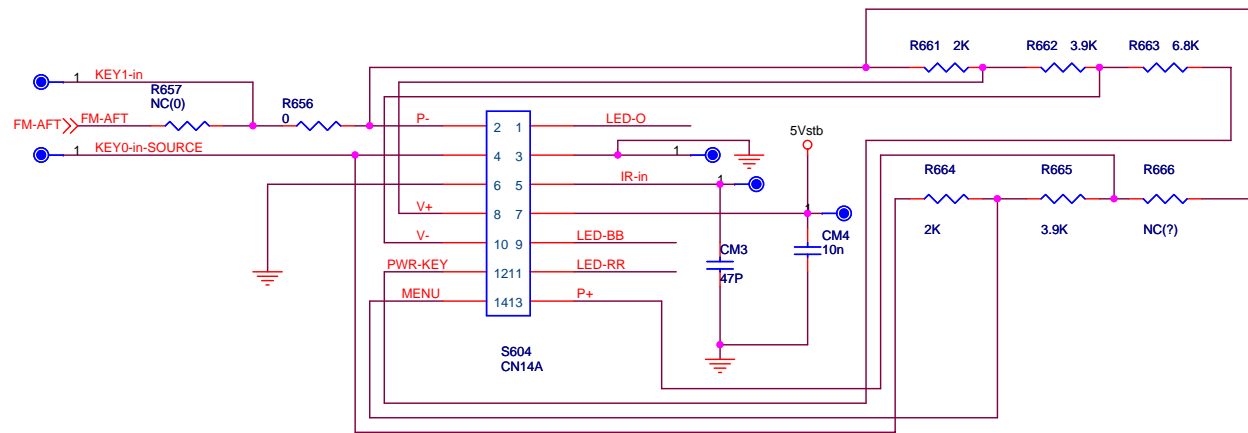 R661 2K
R662 3.9K
R663 6.8K
1 KEY1-in
R657
NC(0)
R656
0
FM-AFT FM-AFT
P-
2 1
LED-O
5Vstb
1 KEY0-in-SOURCE
4 3
1
R664
R665
R666
6 5
IR-in
1
V+
8 7
1
2K
3.9K
NC(?)
V-
10 9
LED-BB
CM3
47P
CM4
10n
PWR-KEY
1211
LED-RR
MENU
1413
P+
S604
CN14A